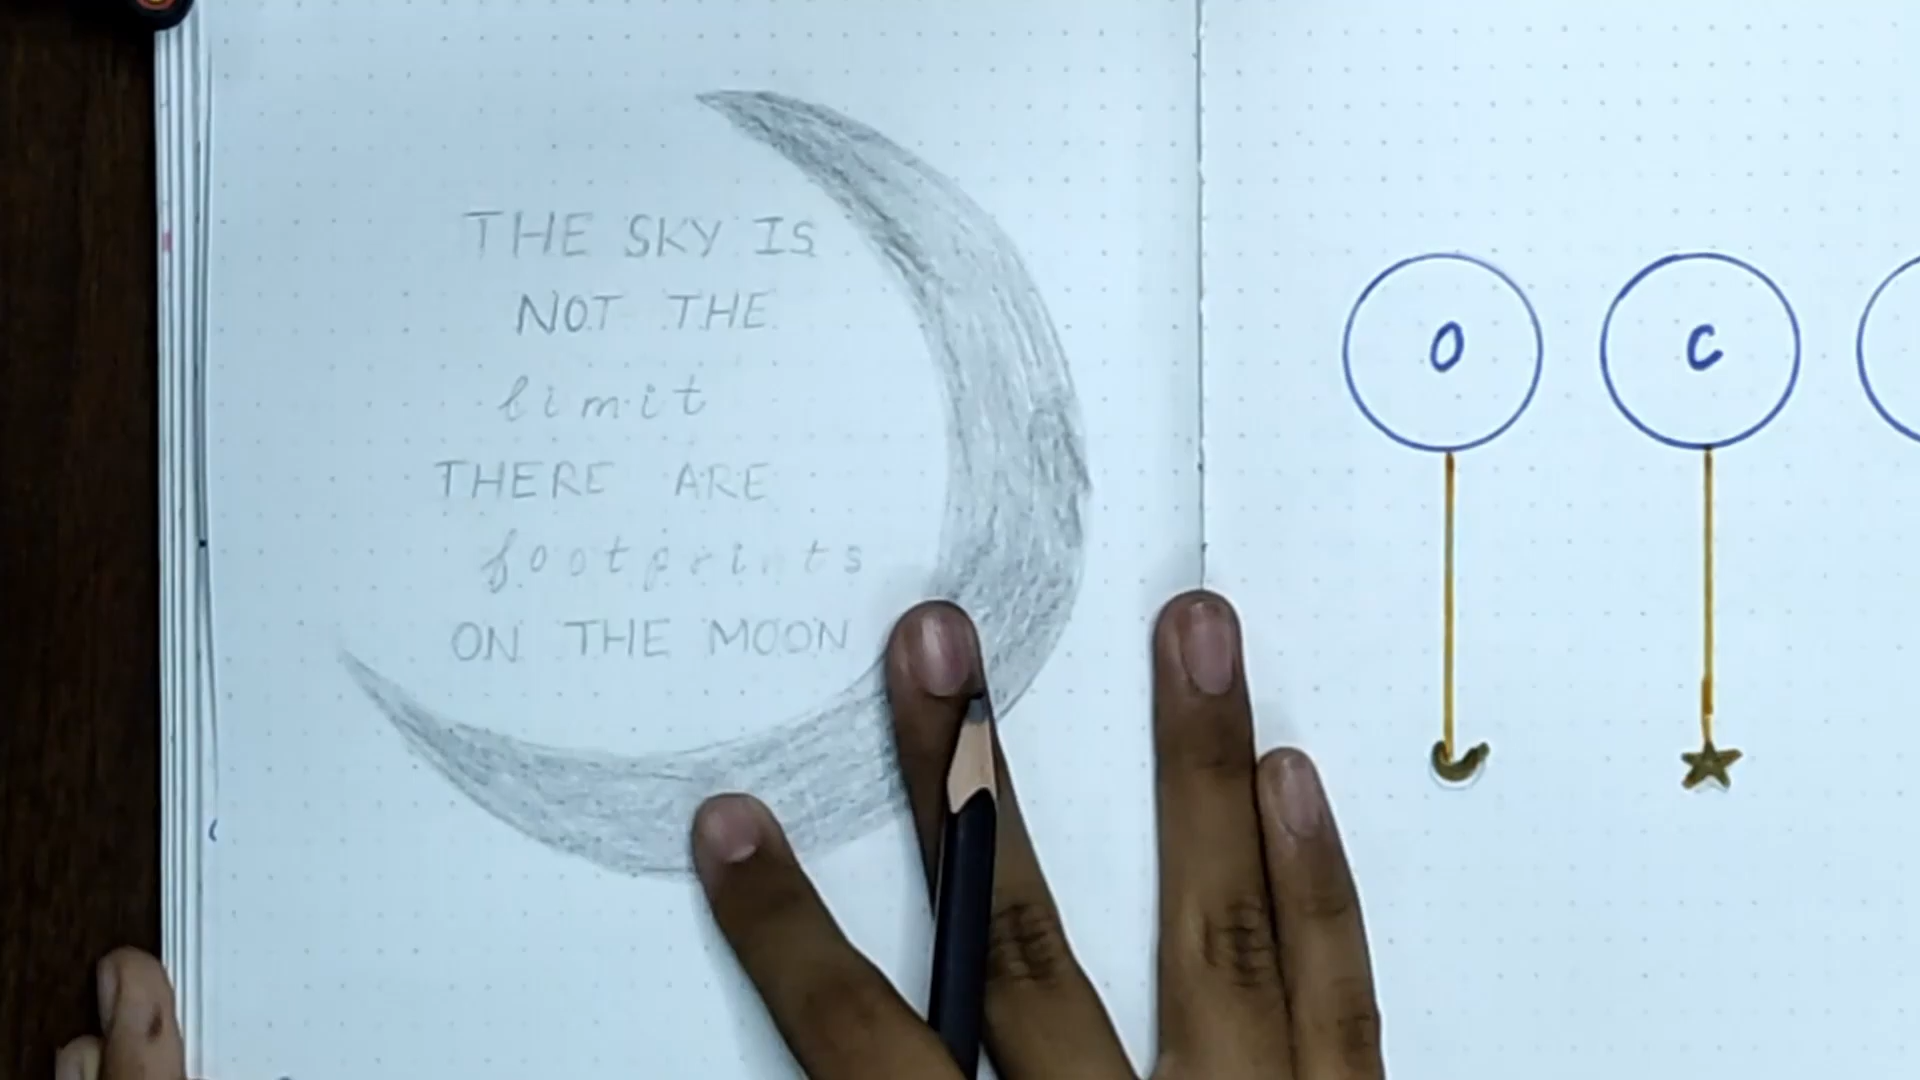 THE SKY IS
NOT THE
limit
THERE ARE
footprints
ON THE MOON
O C